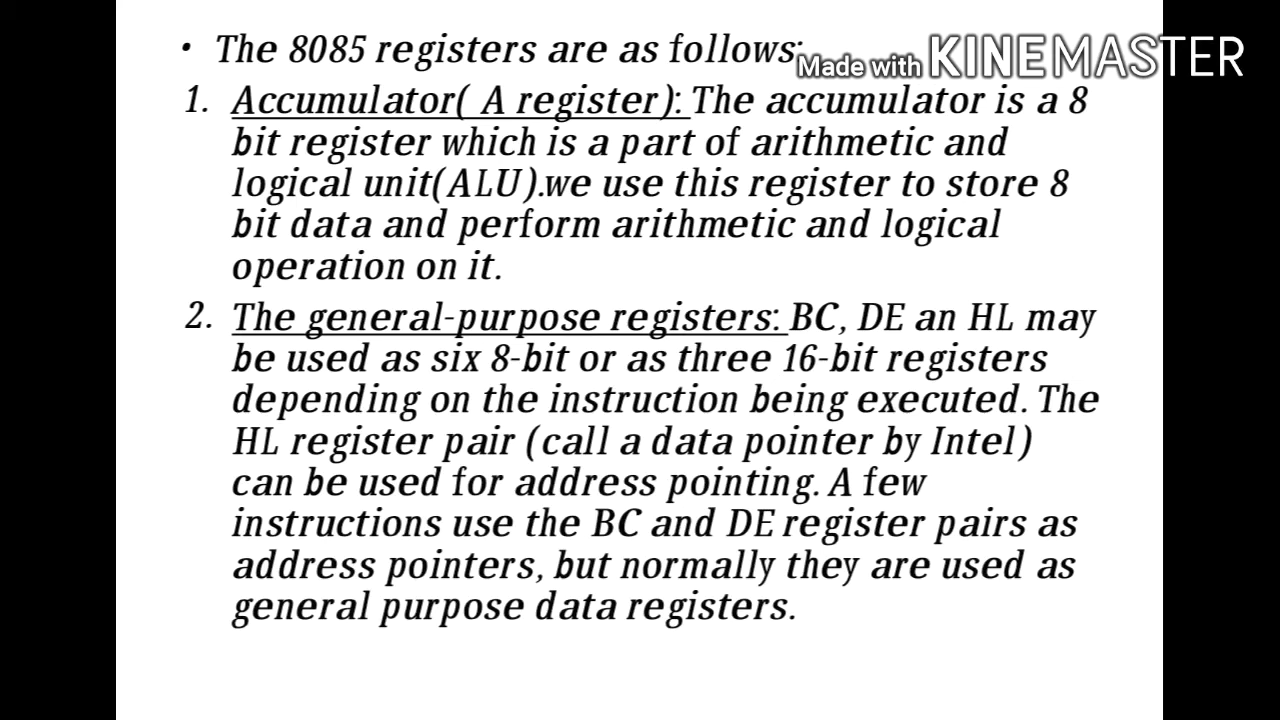 • The 8085 registers are as follows:
Made with KINEMASTER
1. Accumulator( A register): The accumulator is a 8
bit register which is a part of arithmetic and
logical unit(ALU).we use this register to store 8
bit data and perform arithmetic and logical
operation on it.
2. The general-purpose registers: BC, DE an HL may
be used as six 8-bit or as three 16-bit registers
depending on the instruction being executed. The
HL register pair (call a data pointer by Intel)
can be used for address pointing. A few
instructions use the BC and DE register pairs as
address pointers, but normally they are used as
general purpose data registers.